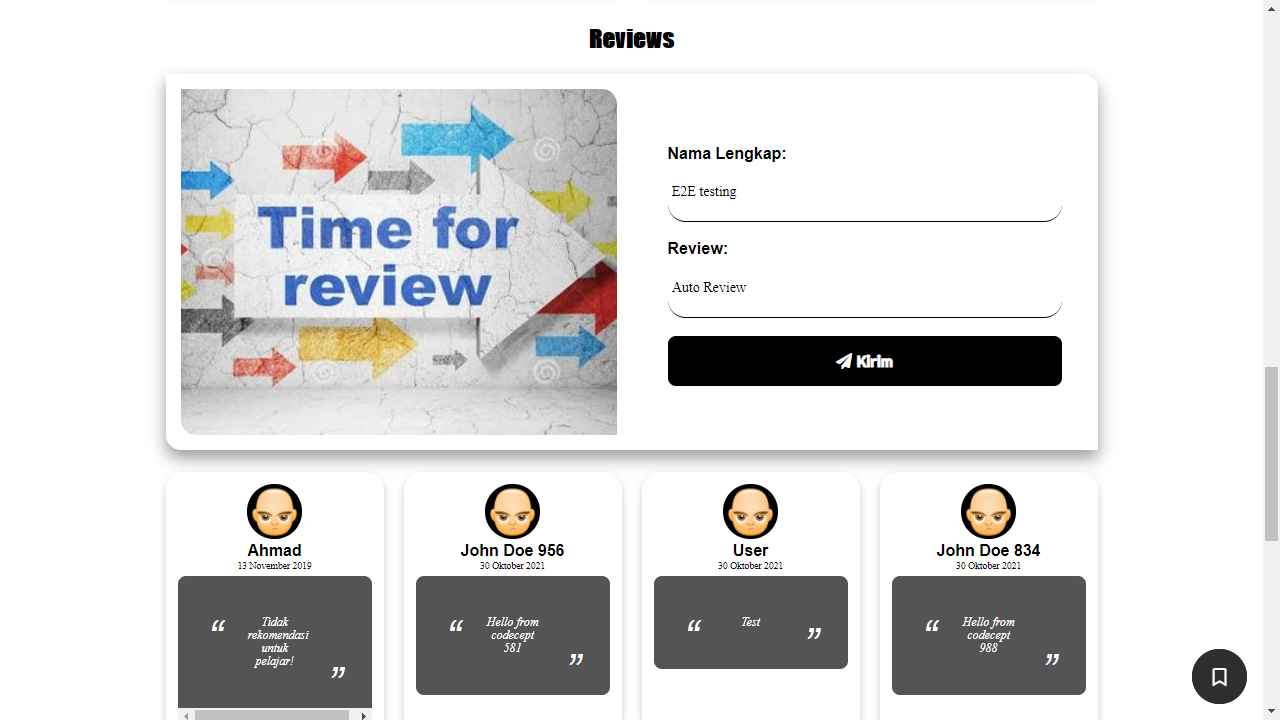 Reviews
Time for
review
Nama Lengkap:
E2E testing
Review:
Auto Review
Kirim
Ahmad
13 November 2019
“ Tidak
rekomendasi
untuk
pelajar! ”
John Doe 956
30 Oktober 2021
“ Hello from
codecept
581 ”
User
30 Oktober 2021
“ Test ”
John Doe 834
30 Oktober 2021
“ Hello from
codecept
988 ”